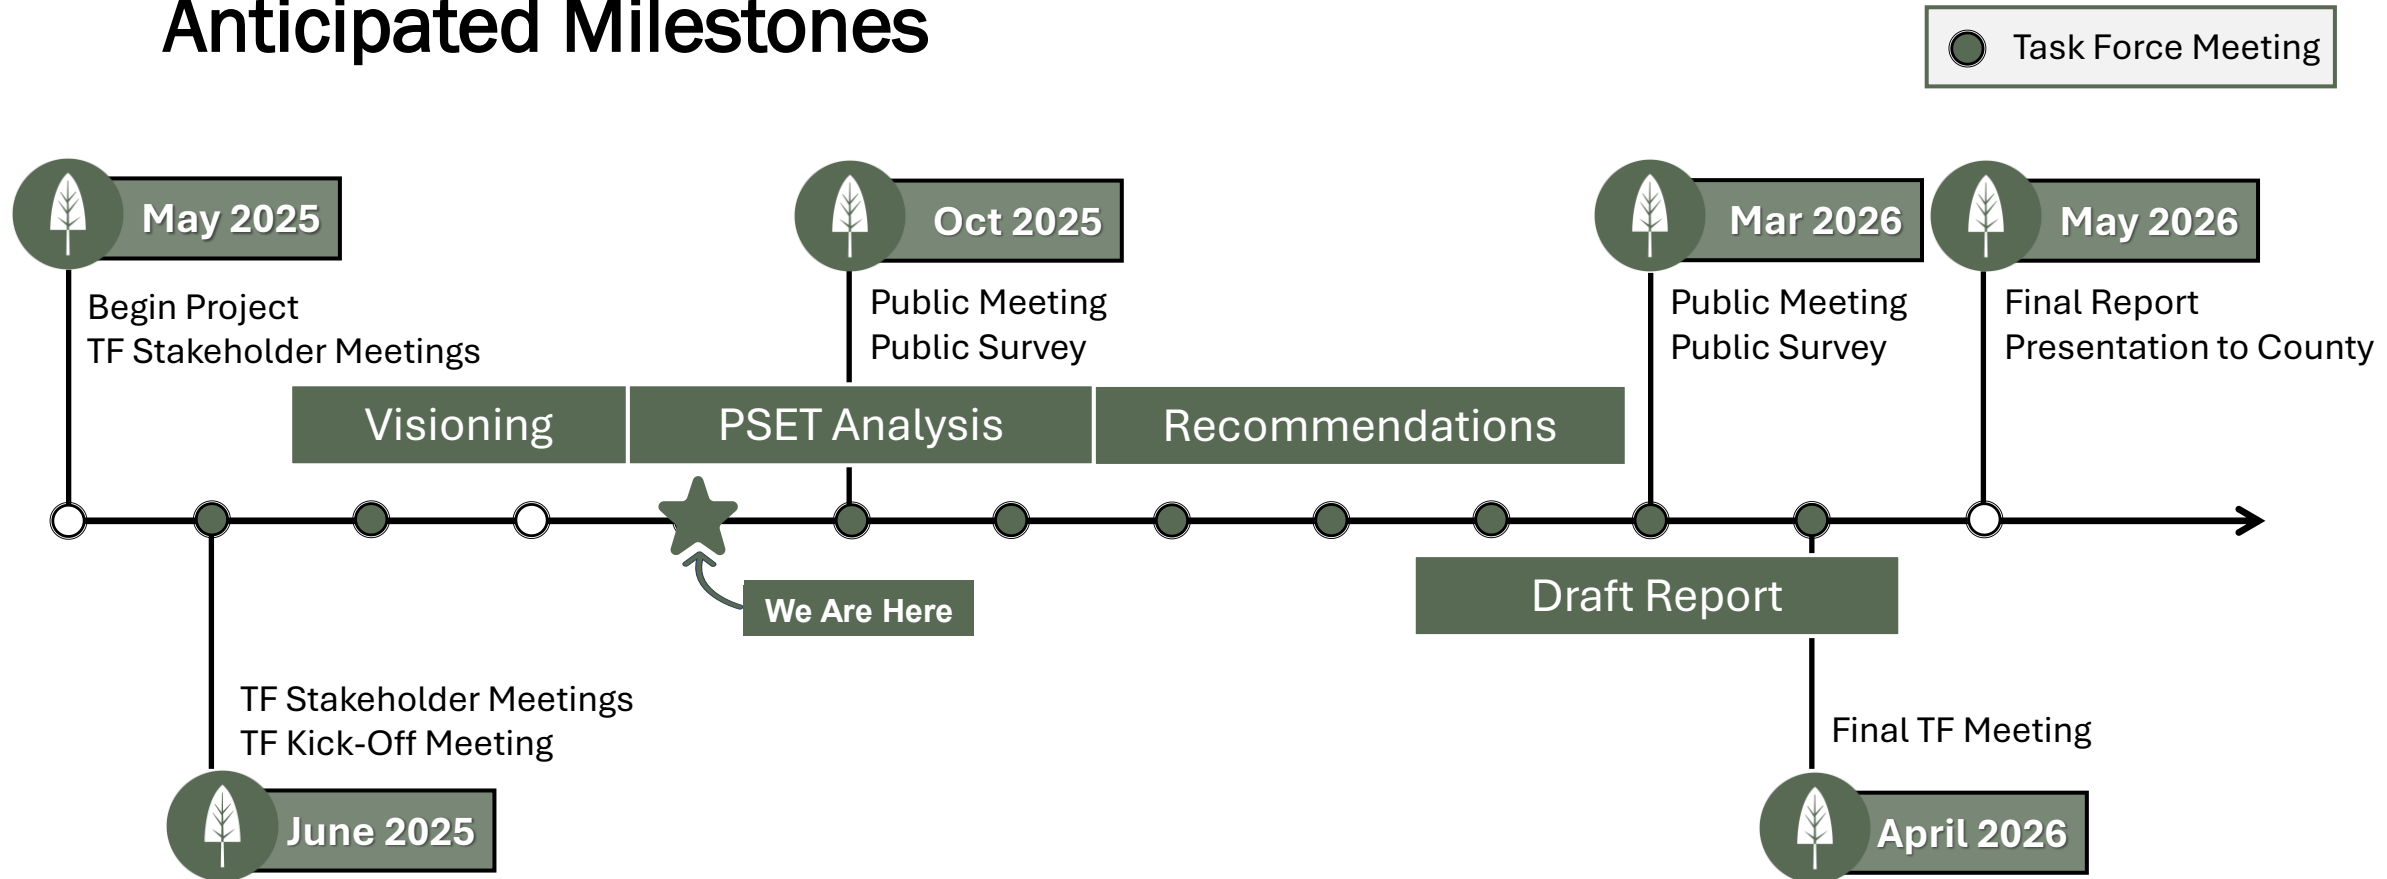 Anticipated Milestones
Task Force Meeting
May 2025
Oct 2025
Mar 2026
May 2026
Begin Project
TF Stakeholder Meetings
Public Meeting
Public Survey
Public Meeting
Public Survey
Final Report
Presentation to County
Visioning
PSET Analysis
Recommendations
We Are Here
Draft Report
TF Stakeholder Meetings
TF Kick-Off Meeting
Final TF Meeting
June 2025
April 2026